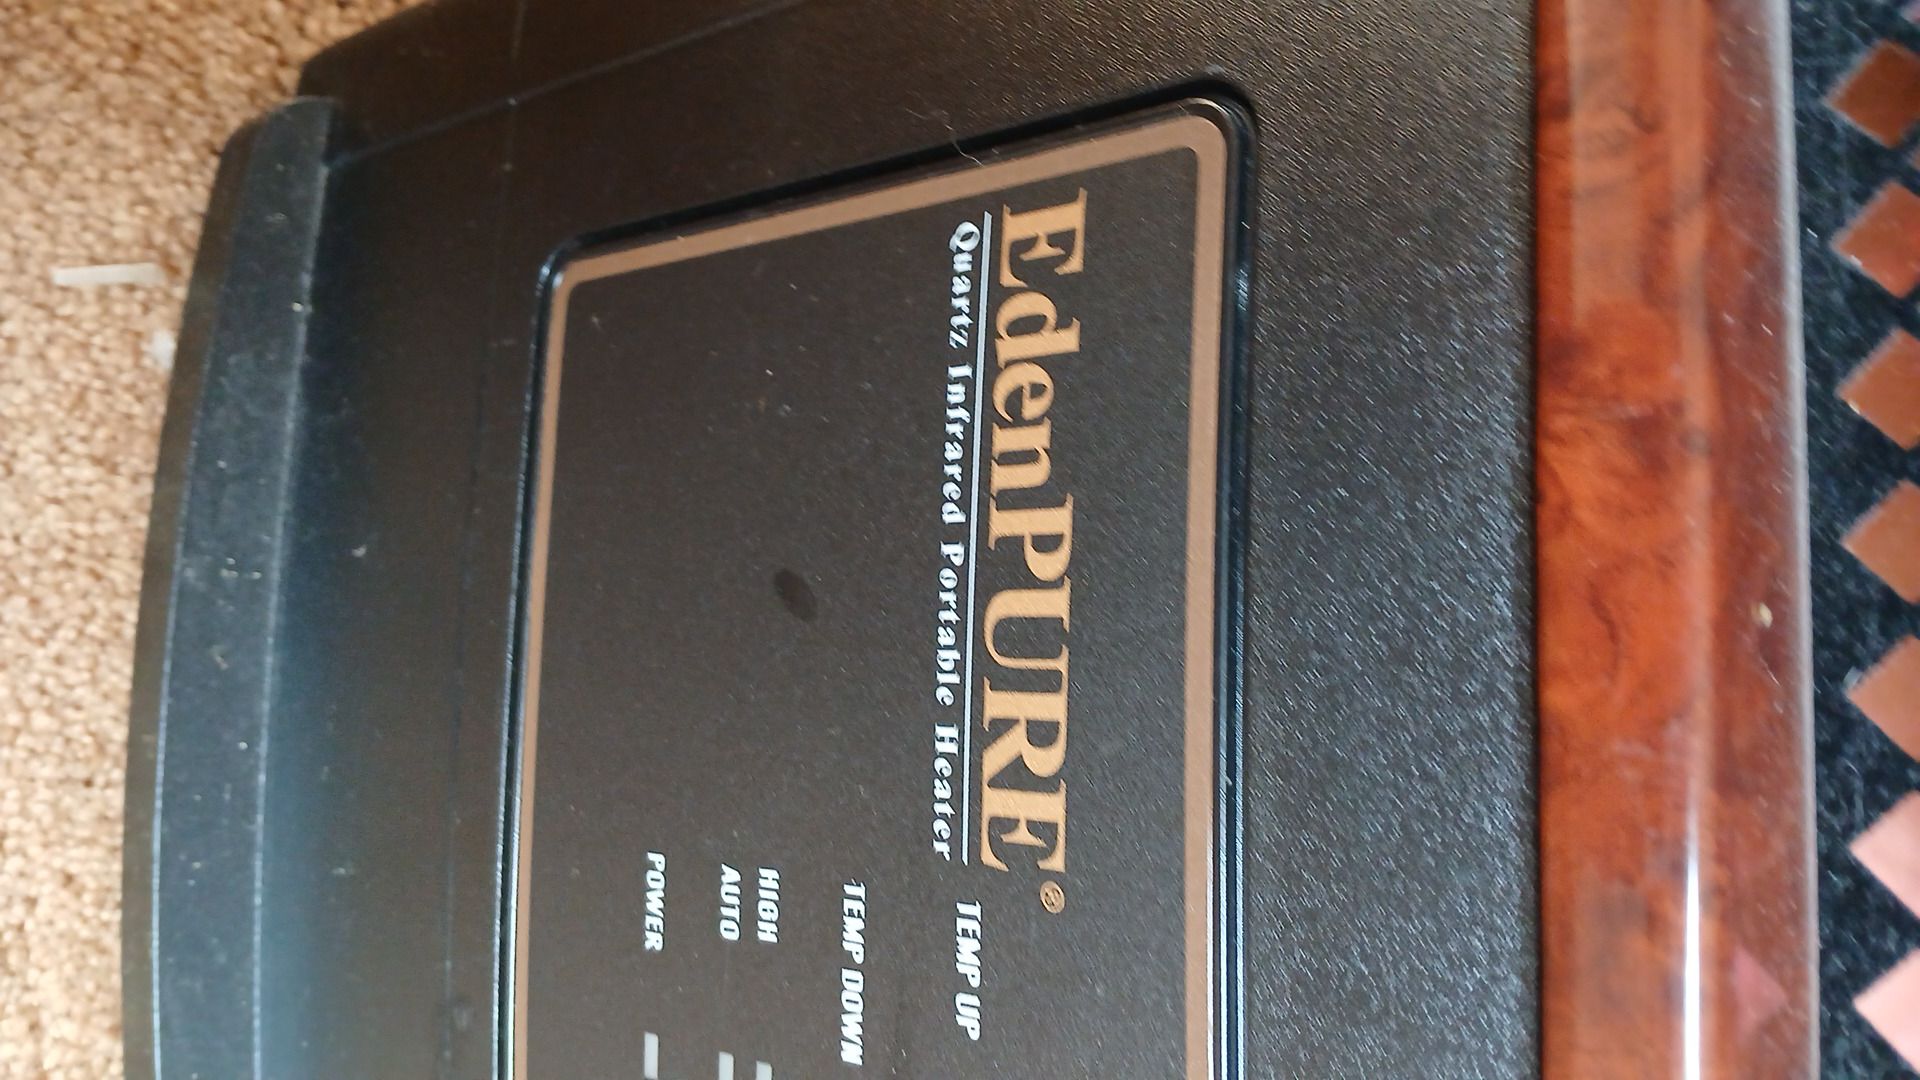 EdenPURE®
Quartz Infrared Portable Heater
TEMP UP
TEMP DOWN
HIGH
AUTO
POWER